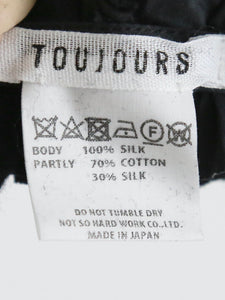 TOUJOURS
BODY 100% SILK
PARTLY 70% COTTON
30% SILK
DO NOT TUMBLE DRY
NOT SO HARD WORK CO.,LTD.
MADE IN JAPAN